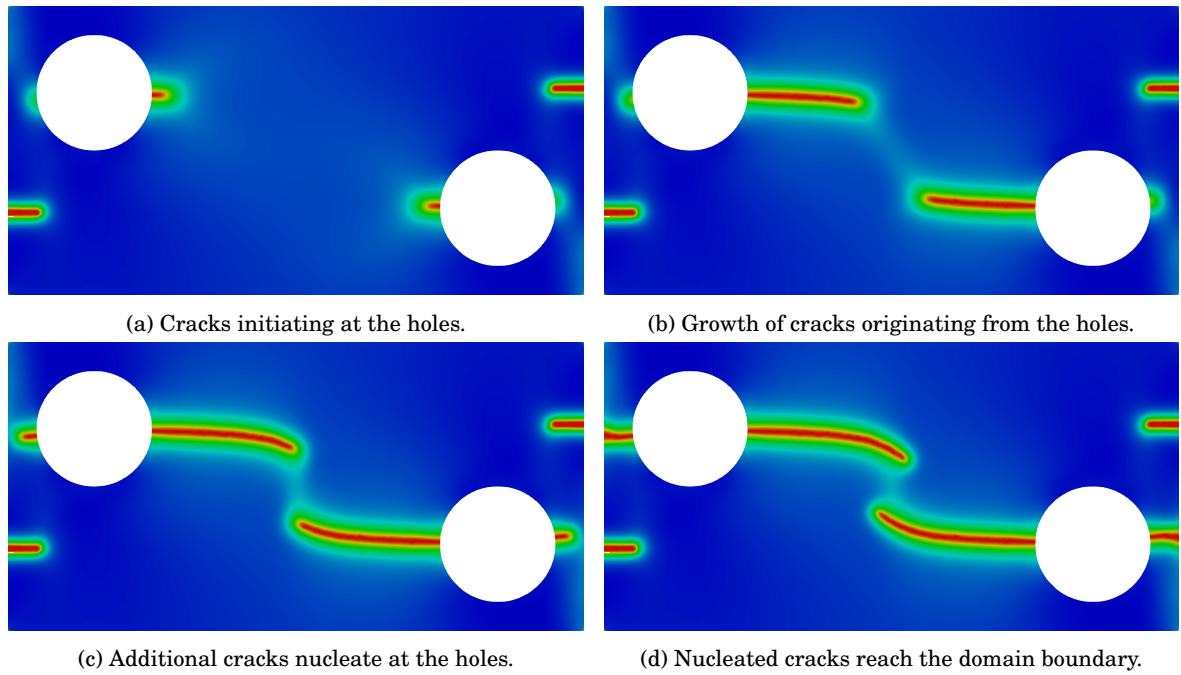 (a) Cracks initiating at the holes.
(b) Growth of cracks originating from the holes.
(c) Additional cracks nucleate at the holes.
(d) Nucleated cracks reach the domain boundary.